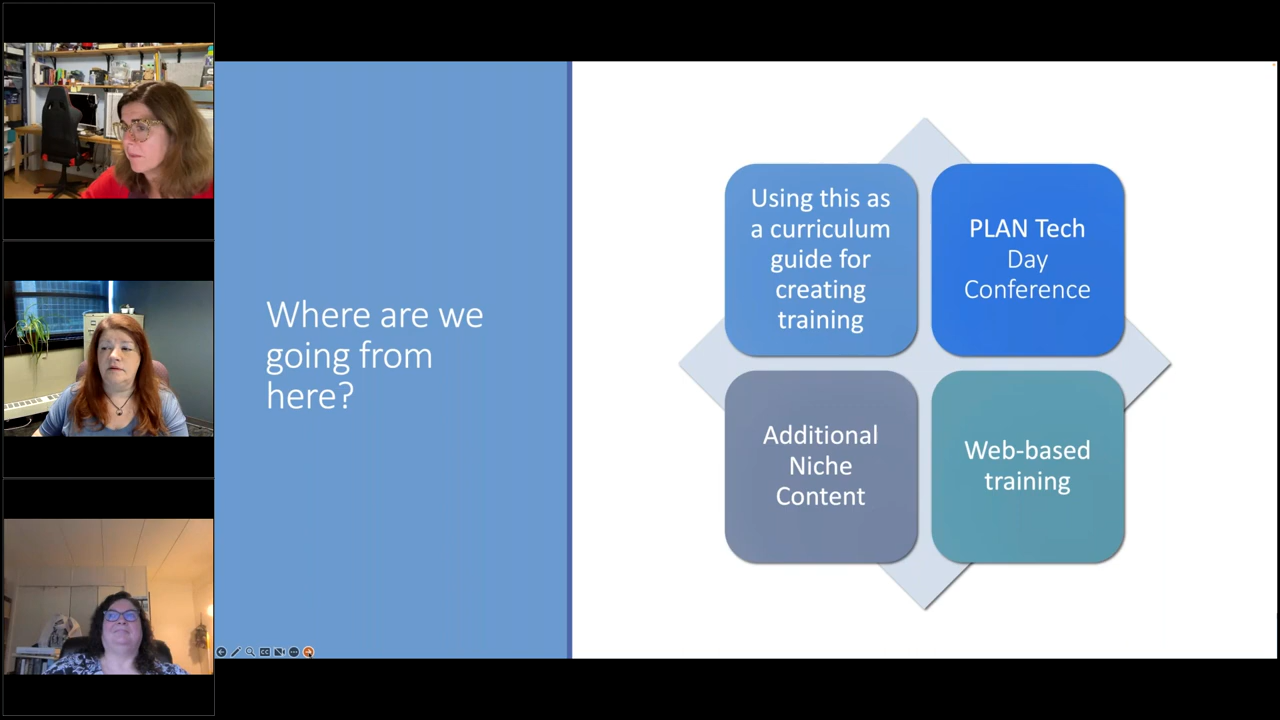 Where are we
going from
here?
Using this as
a curriculum
guide for
creating
training
PLAN Tech
Day
Conference
Additional
Niche
Content
Web-based
training